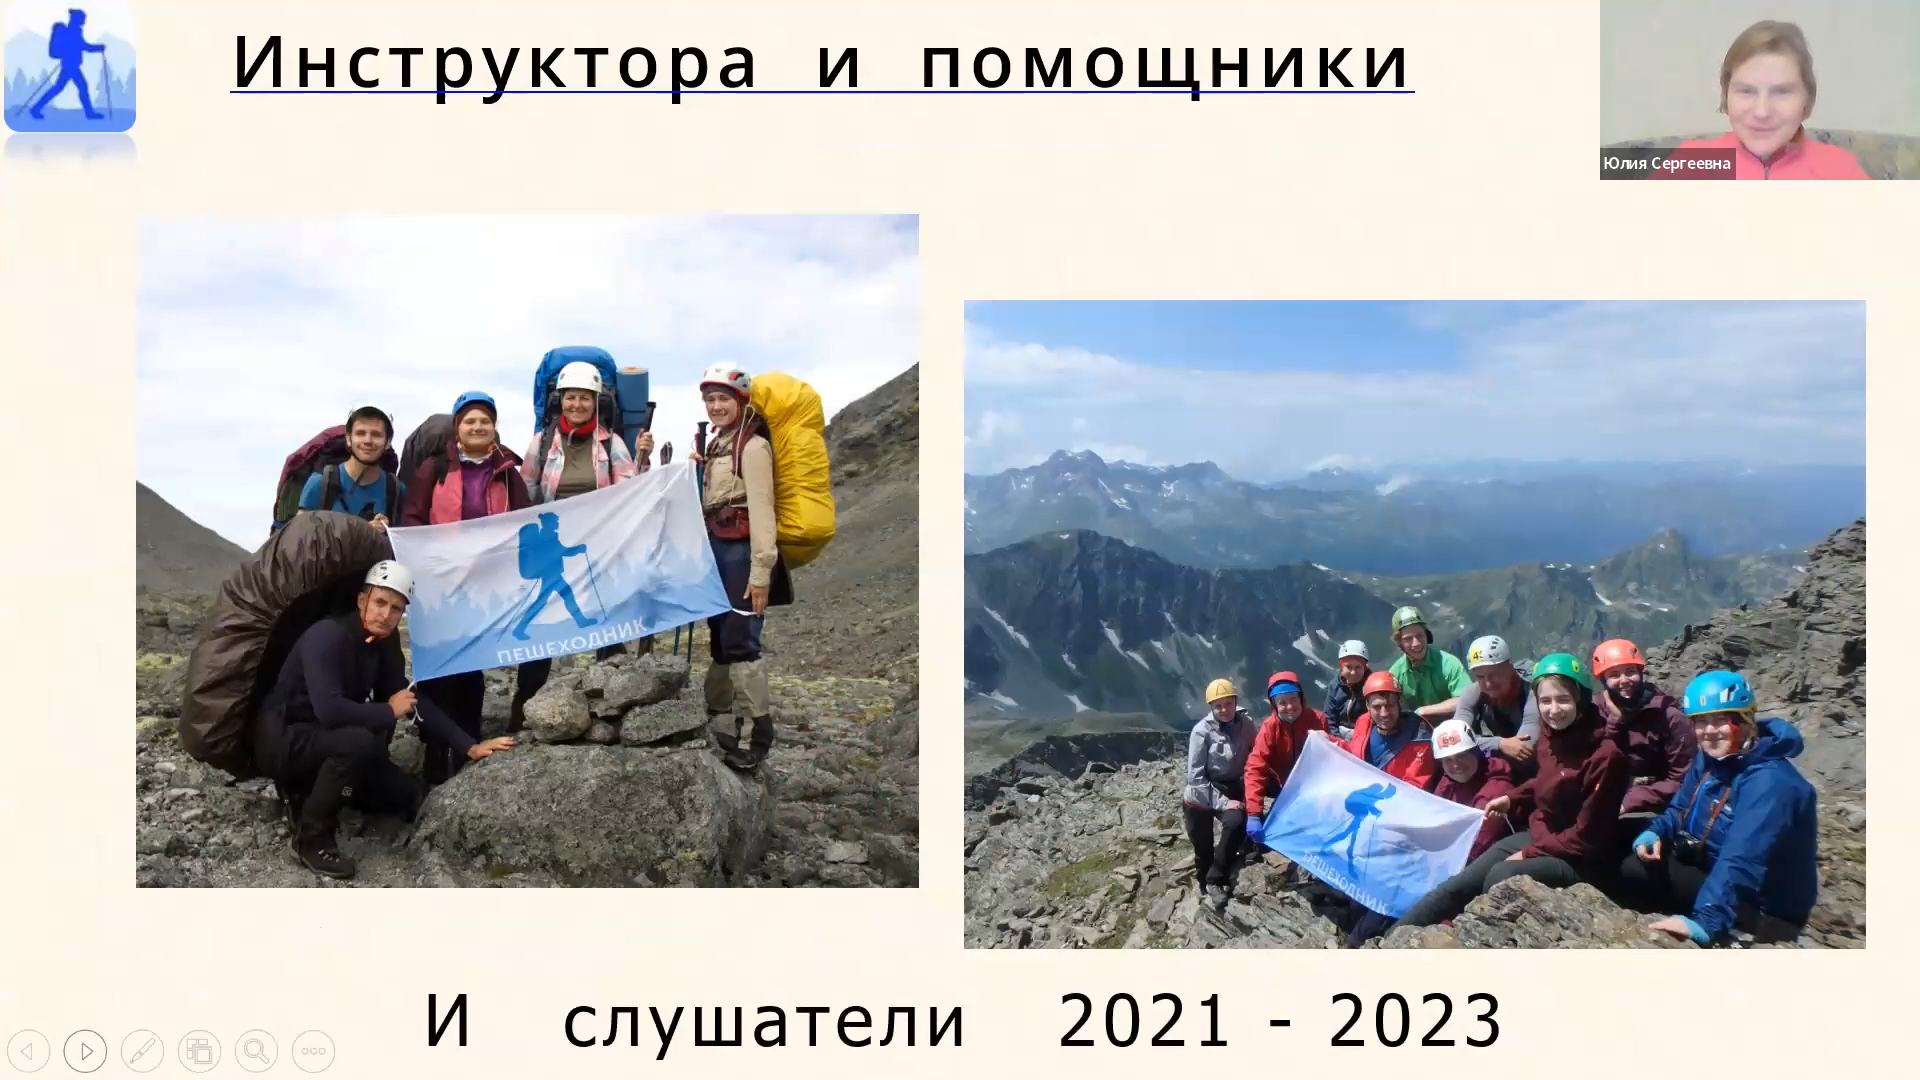 Инструктора и помощники
Юлия Сергеевна
ПЕШЕХОДНИК
ПЕШЕХОДНИК
И слушатели 2021 - 2023